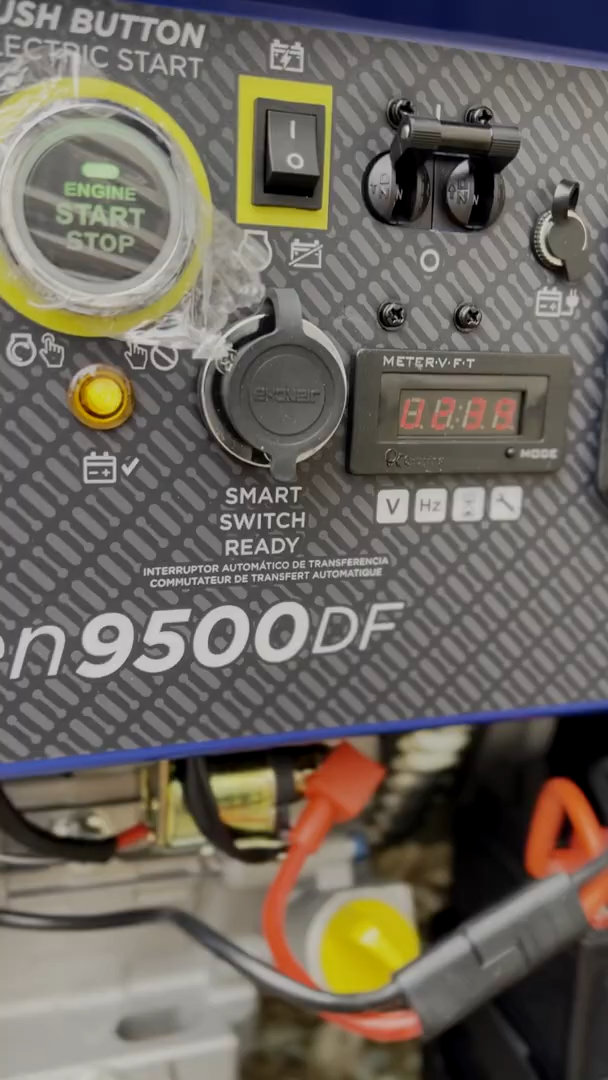 USH BUTTON
LECTRIC START
I
O
ENGINE
START
STOP
I
O
METER·V·F·T
MODE
V
Hz
SMART
SWITCH
READY
INTERRUPTOR AUTOMÁTICO DE TRANSFERENCIA
COMMUTATEUR DE TRANSFERT AUTOMATIQUE
en9500DF